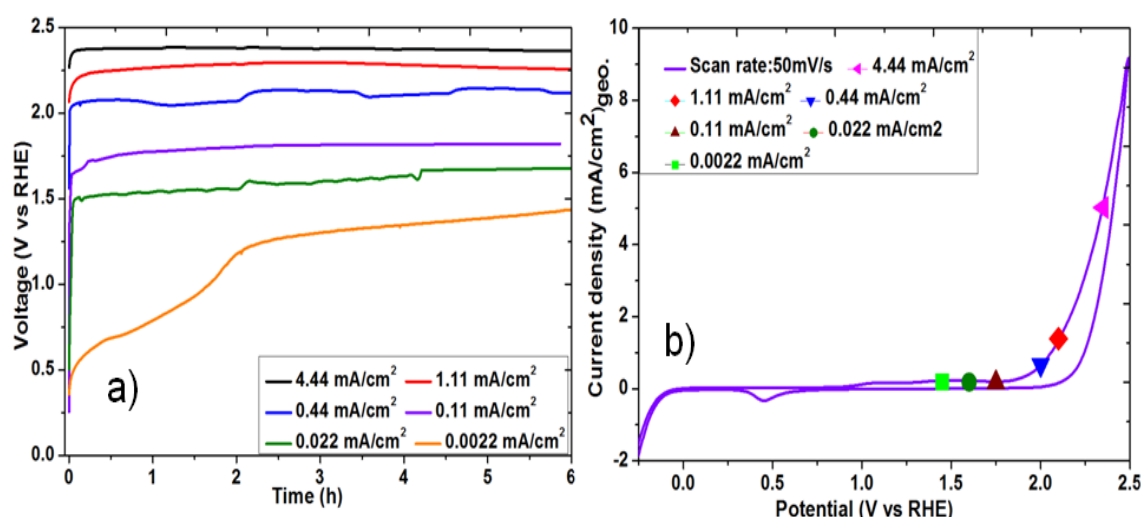 2.5
2.0
1.5
1.0
0.5
0.0
Voltage (V vs RHE)
a)
4.44 mA/cm² 1.11 mA/cm²
0.44 mA/cm² 0.11 mA/cm²
0.022 mA/cm² 0.0022 mA/cm²
0 1 2 3 4 5 6
Time (h)
10
8
6
4
2
0
-2
Current density (mA/cm²)geo.
Scan rate:50mV/s 4.44 mA/cm²
1.11 mA/cm² 0.44 mA/cm²
0.11 mA/cm² 0.022 mA/cm2
0.0022 mA/cm²
b)
0.0 0.5 1.0 1.5 2.0 2.5
Potential (V vs RHE)